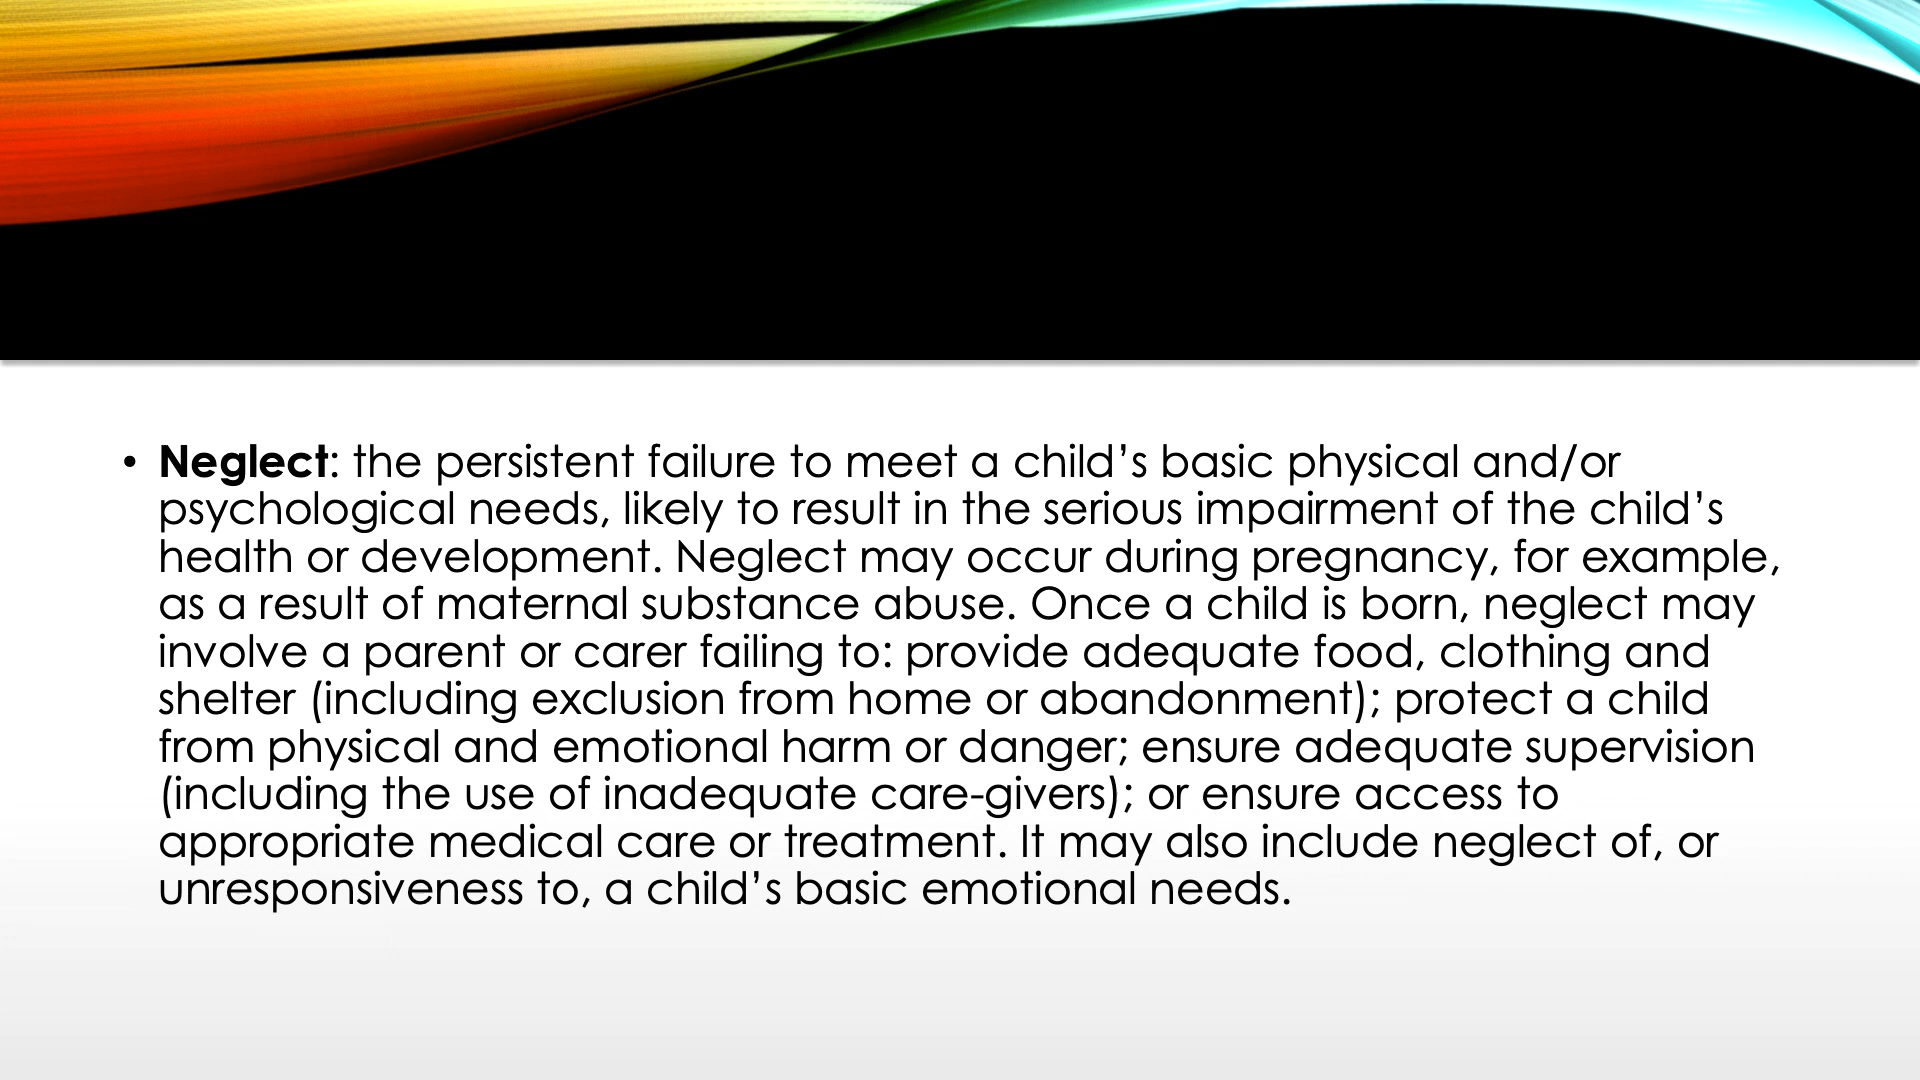 • Neglect: the persistent failure to meet a child’s basic physical and/or
psychological needs, likely to result in the serious impairment of the child’s
health or development. Neglect may occur during pregnancy, for example,
as a result of maternal substance abuse. Once a child is born, neglect may
involve a parent or carer failing to: provide adequate food, clothing and
shelter (including exclusion from home or abandonment); protect a child
from physical and emotional harm or danger; ensure adequate supervision
(including the use of inadequate care-givers); or ensure access to
appropriate medical care or treatment. It may also include neglect of, or
unresponsiveness to, a child’s basic emotional needs.